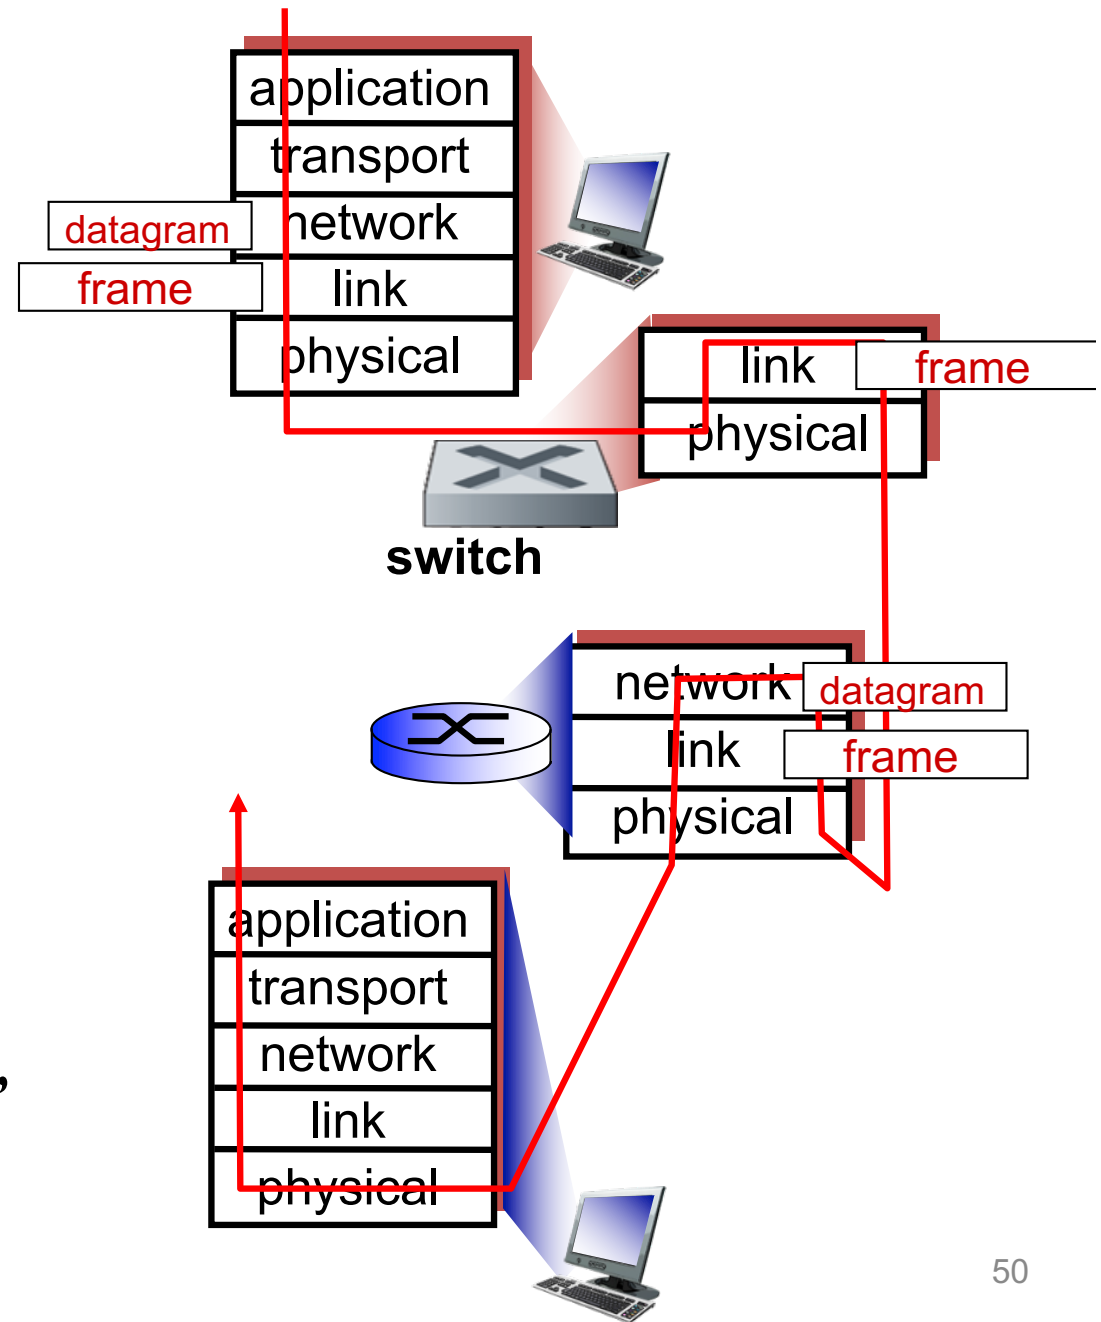 application
transport
datagram network
frame link
physical
link frame
physical
switch
network datagram
link frame
physical
application
transport
network
,
link
physical
50